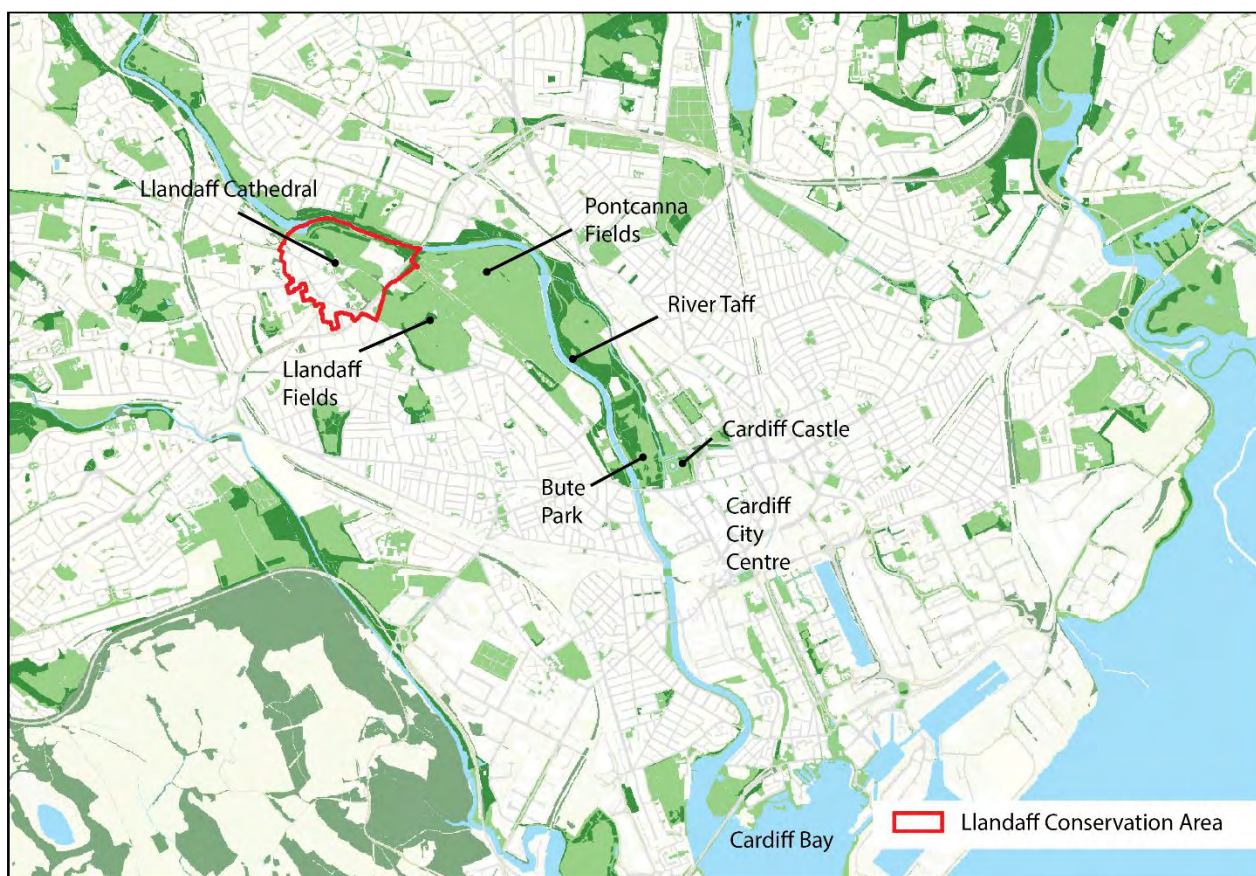 Llandaff Cathedral
Pontcanna
Fields
River Taff
Llandaff
Fields
Cardiff Castle
Bute
Park
Cardiff
City
Centre
Llandaff Conservation Area
Cardiff Bay